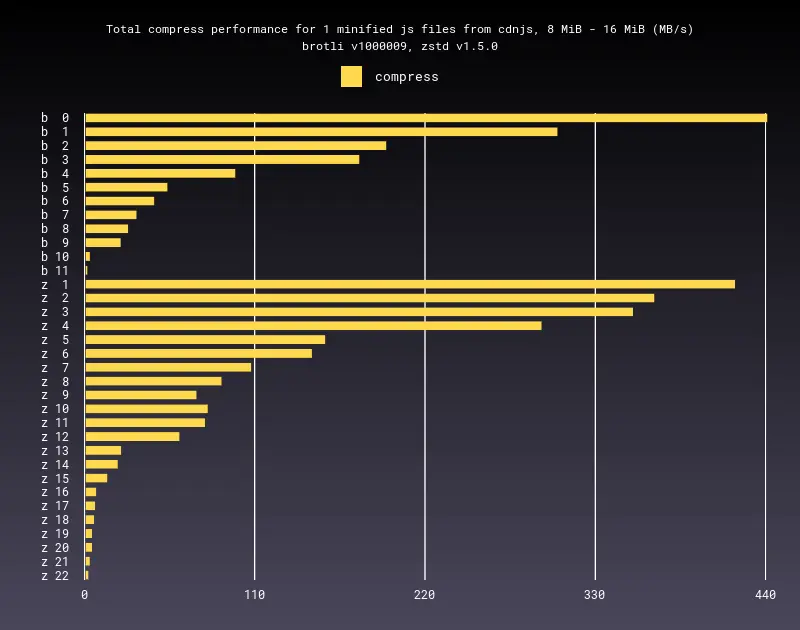 Total compress performance for 1 minified js files from cdnjs, 8 MiB - 16 MiB (MB/s)
brotli v1000009, zstd v1.5.0
compress
b 0
b 1
b 2
b 3
b 4
b 5
b 6
b 7
b 8
b 9
b 10
b 11
z 1
z 2
z 3
z 4
z 5
z 6
z 7
z 8
z 9
z 10
z 11
z 12
z 13
z 14
z 15
z 16
z 17
z 18
z 19
z 20
z 21
z 22
0 110 220 330 440